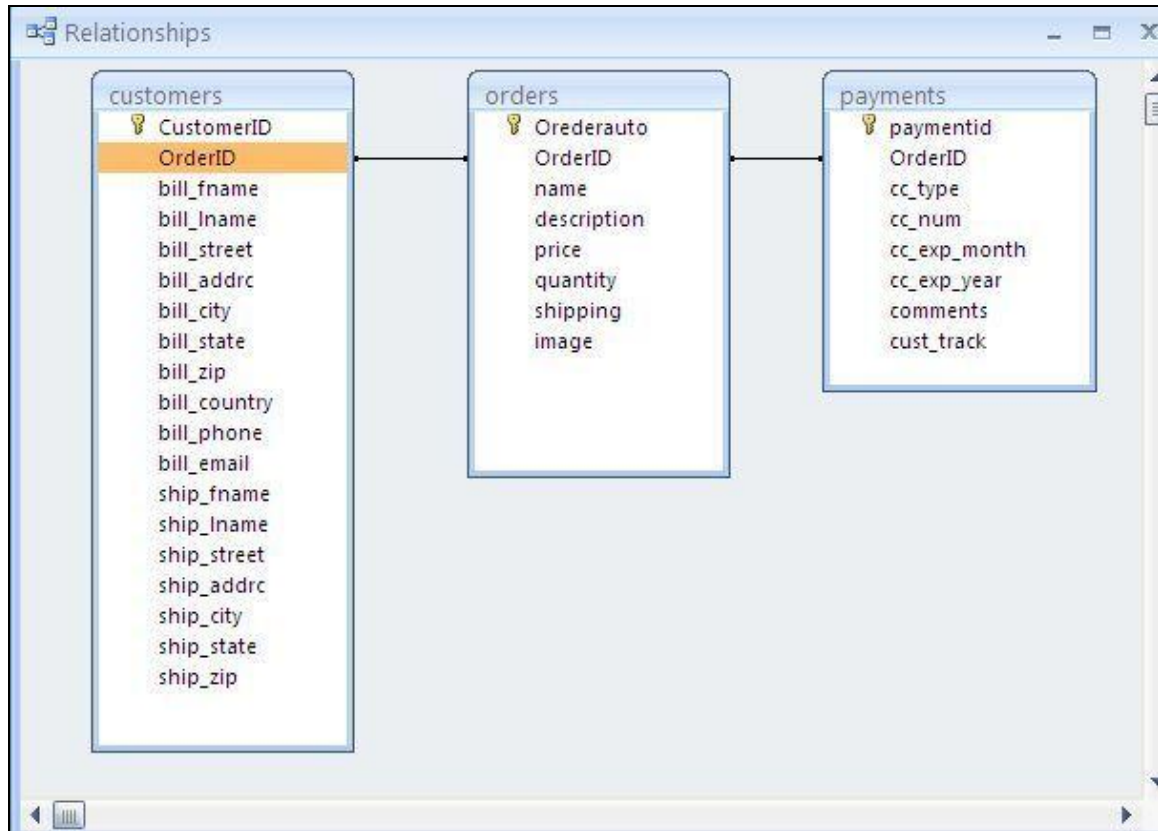 Relationships
customers
CustomerID
OrderID
bill_fname
bill_lname
bill_street
bill_addrc
bill_city
bill_state
bill_zip
bill_country
bill_phone
bill_email
ship_fname
ship_lname
ship_street
ship_addrc
ship_city
ship_state
ship_zip
orders
Orederauto
OrderID
name
description
price
quantity
shipping
image
payments
paymentid
OrderID
cc_type
cc_num
cc_exp_month
cc_exp_year
comments
cust_track